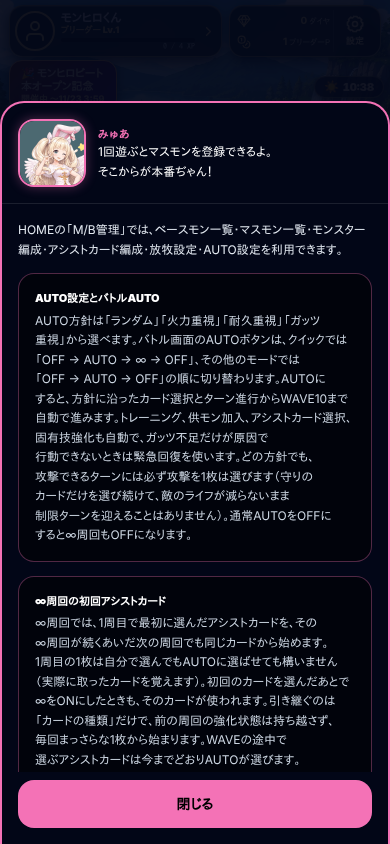 モンヒロくん
ブリーダーLv.1
0
1
設定
モンヒロビート
本オープン記念
10:58
みゅあ
1回遊ぶとマスモンを登録できるよ。
そこからが本番ぢゃん!
HOMEの「M/B管理」では、ベースモン一覧・マスモン一覧・モンスター
編成・アシストカード編成・放牧設定・AUTO設定を利用できます。
AUTO設定とバトルAUTO
AUTO方針は「ランダム」「火力重視」「耐久重視」「ガッツ
重視」から選べます。バトル画面のAUTOボタンは、クイックでは
「OFF → AUTO → ∞ → OFF」、その他のモードでは
「OFF → AUTO → OFF」の順に切り替わります。AUTOに
すると、方針に沿ったカード選択とターン進行からWAVE10まで
自動で進みます。トレーニング、供モン加入、アシストカード選択、
固有技強化も自動で、ガッツ不足だけが原因で
行動できないときは緊急回復を使います。どの方針でも、
攻撃できるターンには必ず攻撃を1枚は選びます(守りの
カードだけを選び続けて、敵のライフが減らないまま
制限ターンを迎えることはありません)。通常AUTOをOFFに
すると∞周回もOFFになります。
∞周回の初回アシストカード
∞周回では、1周目で最初に選んだアシストカードを、その
∞周回が続くあいだ次の周回でも同じカードから始めます。
1周目の1枚は自分で選んでもAUTOに選ばせても構いません
(実際に取ったカードを覚えます)。初回のカードを選んだあとで
∞をONにしたときも、そのカードが使われます。引き継ぐのは
「カードの種類」だけで、前の周回の強化状態は持ち越さず、
毎回まっさらな1枚から始まります。WAVEの途中で
選ぶアシストカードは今までどおりAUTOが選びます。
閉じる